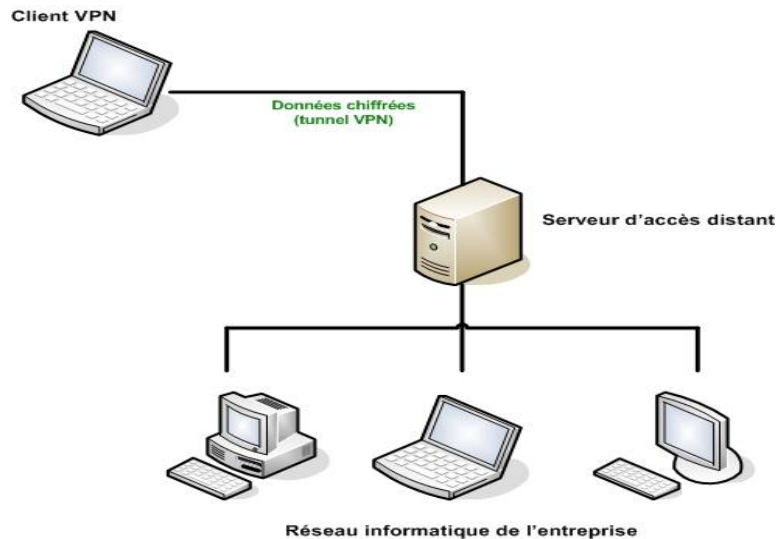 Client VPN
Données chiffrées
(tunnel VPN)
Serveur d'accès distant
Réseau informatique de l'entreprise